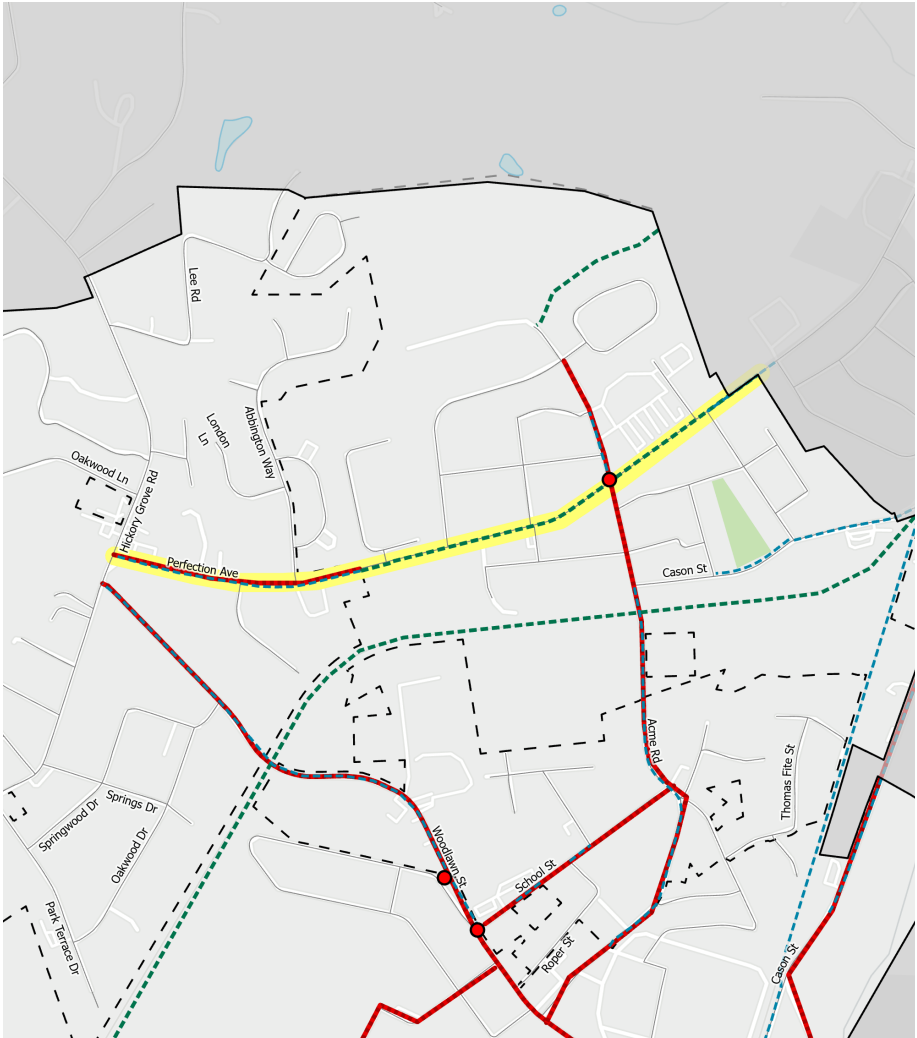 Lee Rd
London
Ln
Abbington Way
Oakwood Ln
Hickory Grove Rd
Perfection Ave
Cason St
Acme Rd
Thomas Fite St
Springs Dr
Springwood Dr
Oakwood Dr
Woodlawn St
School St
Park Terrace Dr
Roper St
Cason St